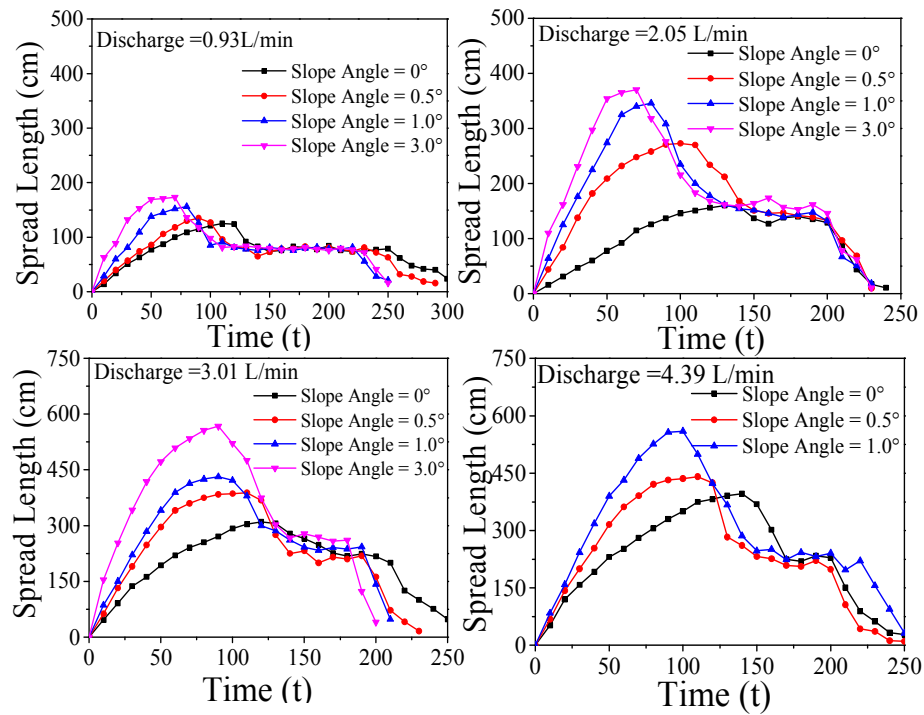 Discharge =0.93L/min
Slope Angle = 0°
Slope Angle = 0.5°
Slope Angle = 1.0°
Slope Angle = 3.0°
Spread Length (cm)
500
400
300
200
100
0
0 50 100 150 200 250 300
Time (t)
Discharge =2.05 L/min
Slope Angle = 0°
Slope Angle = 0.5°
Slope Angle = 1.0°
Slope Angle = 3.0°
Spread Length (cm)
500
400
300
200
100
0
0 50 100 150 200 250
Time (t)
Discharge =3.01 L/min
Slope Angle = 0°
Slope Angle = 0.5°
Slope Angle = 1.0°
Slope Angle = 3.0°
Spread Length (cm)
750
600
450
300
150
0
0 50 100 150 200 250
Time (t)
Discharge =4.39 L/min
Slope Angle = 0°
Slope Angle = 0.5°
Slope Angle = 1.0°
Spread Length (cm)
750
600
450
300
150
0
0 50 100 150 200 250
Time (t)